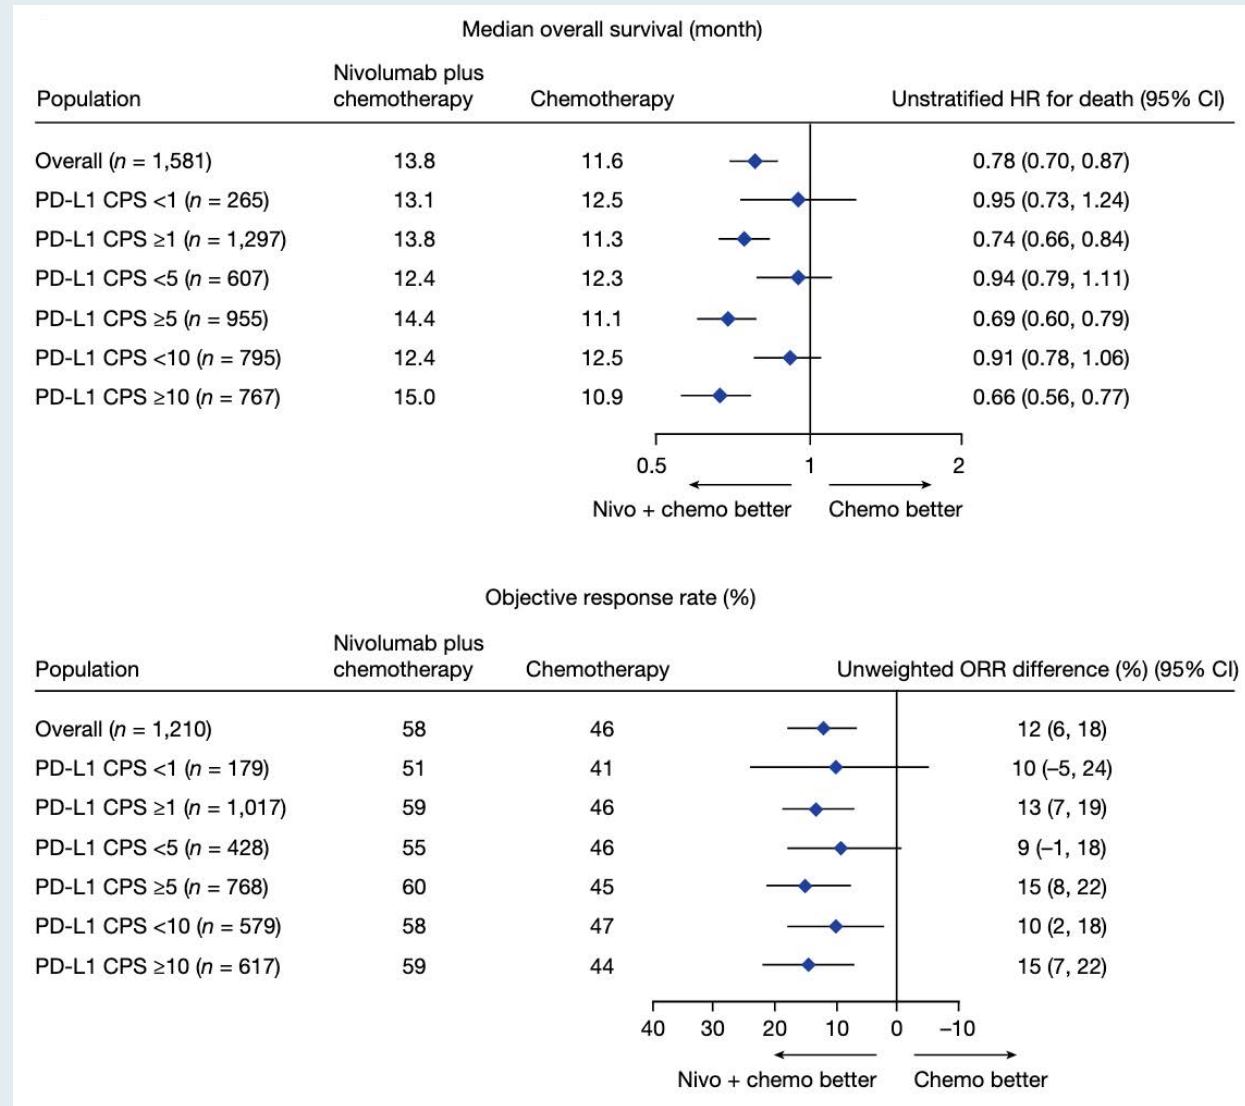 Median overall survival (month)
Nivolumab plus
Population chemotherapy Chemotherapy Unstratified HR for death (95% CI)
Overall (n = 1,581) 13.8 11.6 0.78 (0.70, 0.87)
PD-L1 CPS <1 (n = 265) 13.1 12.5 0.95 (0.73, 1.24)
PD-L1 CPS ≥1 (n = 1,297) 13.8 11.3 0.74 (0.66, 0.84)
PD-L1 CPS <5 (n = 607) 12.4 12.3 0.94 (0.79, 1.11)
PD-L1 CPS ≥5 (n = 955) 14.4 11.1 0.69 (0.60, 0.79)
PD-L1 CPS <10 (n = 795) 12.4 12.5 0.91 (0.78, 1.06)
PD-L1 CPS ≥10 (n = 767) 15.0 10.9 0.66 (0.56, 0.77)
0.5 1 2
Nivo + chemo better Chemo better
Objective response rate (%)
Nivolumab plus
Population chemotherapy Chemotherapy Unweighted ORR difference (%) (95% CI)
Overall (n = 1,210) 58 46 12 (6, 18)
PD-L1 CPS <1 (n = 179) 51 41 10 (–5, 24)
PD-L1 CPS ≥1 (n = 1,017) 59 46 13 (7, 19)
PD-L1 CPS <5 (n = 428) 55 46 9 (–1, 18)
PD-L1 CPS ≥5 (n = 768) 60 45 15 (8, 22)
PD-L1 CPS <10 (n = 579) 58 47 10 (2, 18)
PD-L1 CPS ≥10 (n = 617) 59 44 15 (7, 22)
40 30 20 10 0 –10
Nivo + chemo better Chemo better